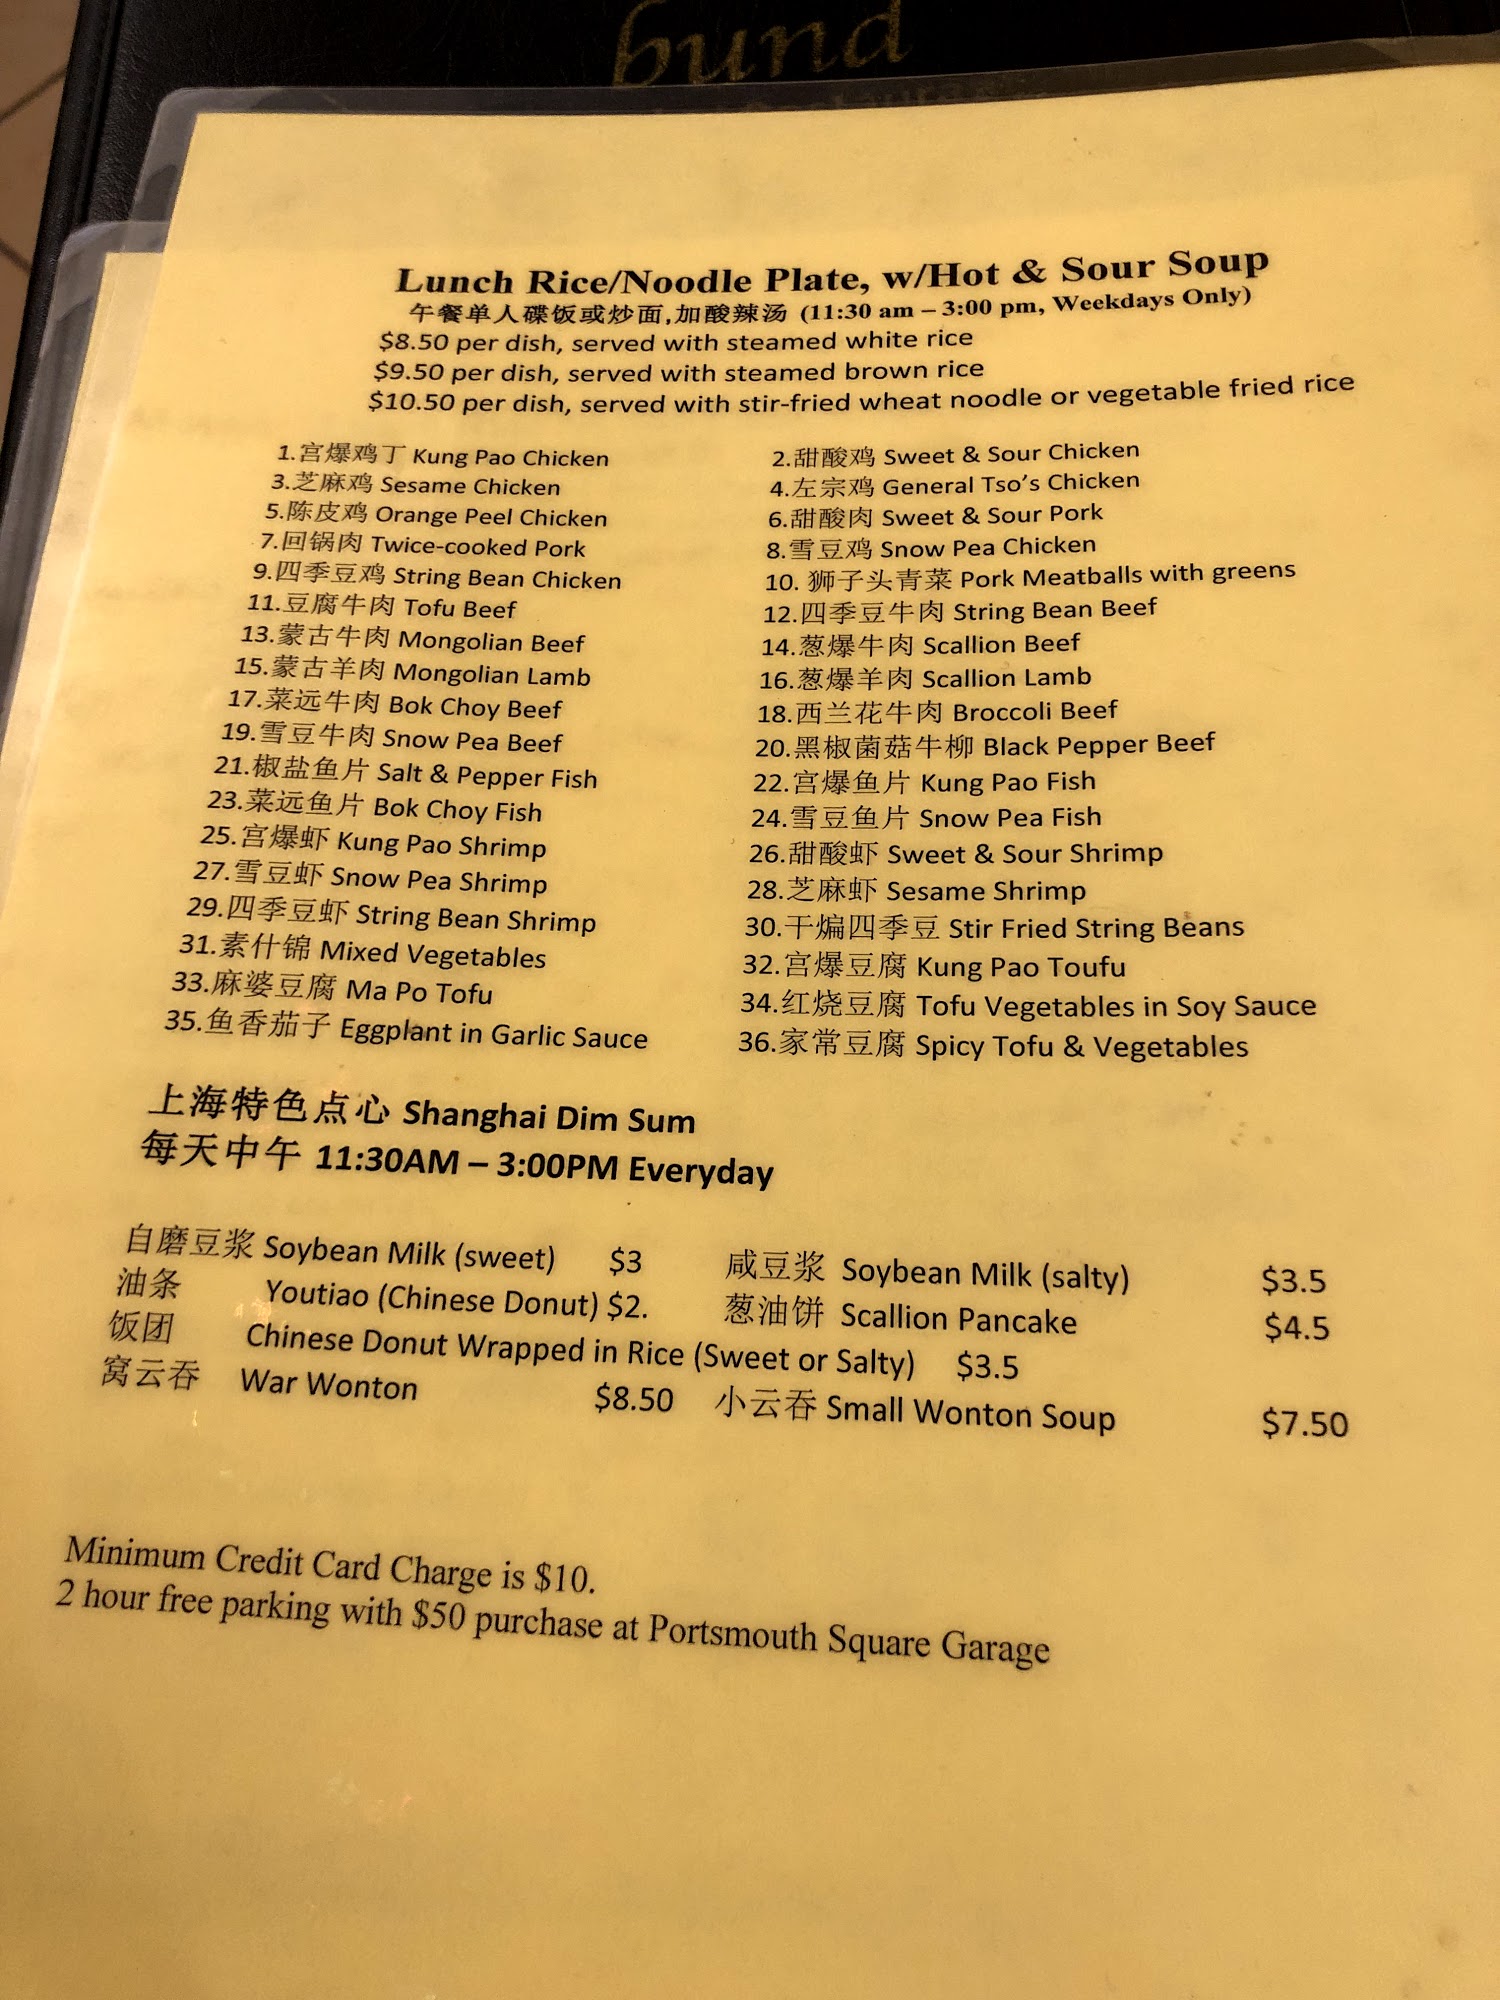 bund
Lunch Rice/Noodle Plate, w/Hot & Sour Soup
午餐单人碟饭或炒面,加酸辣汤 (11:30 am – 3:00 pm, Weekdays Only)
$8.50 per dish, served with steamed white rice
$9.50 per dish, served with steamed brown rice
$10.50 per dish, served with stir-fried wheat noodle or vegetable fried rice
1.宫爆鸡丁 Kung Pao Chicken 2.甜酸鸡 Sweet & Sour Chicken
3.芝麻鸡 Sesame Chicken 4.左宗鸡 General Tso's Chicken
5.陈皮鸡 Orange Peel Chicken 6.甜酸肉 Sweet & Sour Pork
7.回锅肉 Twice-cooked Pork 8.雪豆鸡 Snow Pea Chicken
9.四季豆鸡 String Bean Chicken 10. 狮子头青菜 Pork Meatballs with greens
11.豆腐牛肉 Tofu Beef 12.四季豆牛肉 String Bean Beef
13.蒙古牛肉 Mongolian Beef 14.葱爆牛肉 Scallion Beef
15.蒙古羊肉 Mongolian Lamb 16.葱爆羊肉 Scallion Lamb
17.菜远牛肉 Bok Choy Beef 18.西兰花牛肉 Broccoli Beef
19.雪豆牛肉 Snow Pea Beef 20.黑椒菌菇牛柳 Black Pepper Beef
21.椒盐鱼片 Salt & Pepper Fish 22.宫爆鱼片 Kung Pao Fish
23.菜远鱼片 Bok Choy Fish 24.雪豆鱼片 Snow Pea Fish
25.宫爆虾 Kung Pao Shrimp 26.甜酸虾 Sweet & Sour Shrimp
27.雪豆虾 Snow Pea Shrimp 28.芝麻虾 Sesame Shrimp
29.四季豆虾 String Bean Shrimp 30.干煸四季豆 Stir Fried String Beans
31.素什锦 Mixed Vegetables 32.宫爆豆腐 Kung Pao Toufu
33.麻婆豆腐 Ma Po Tofu 34.红烧豆腐 Tofu Vegetables in Soy Sauce
35.鱼香茄子 Eggplant in Garlic Sauce 36.家常豆腐 Spicy Tofu & Vegetables
上海特色点心 Shanghai Dim Sum
每天中午 11:30AM – 3:00PM Everyday
自磨豆浆 Soybean Milk (sweet) $3 咸豆浆 Soybean Milk (salty) $3.5
油条 Youtiao (Chinese Donut) $2. 葱油饼 Scallion Pancake $4.5
饭团 Chinese Donut Wrapped in Rice (Sweet or Salty) $3.5
窝云吞 War Wonton $8.50 小云吞 Small Wonton Soup $7.50
Minimum Credit Card Charge is $10.
2 hour free parking with $50 purchase at Portsmouth Square Garage